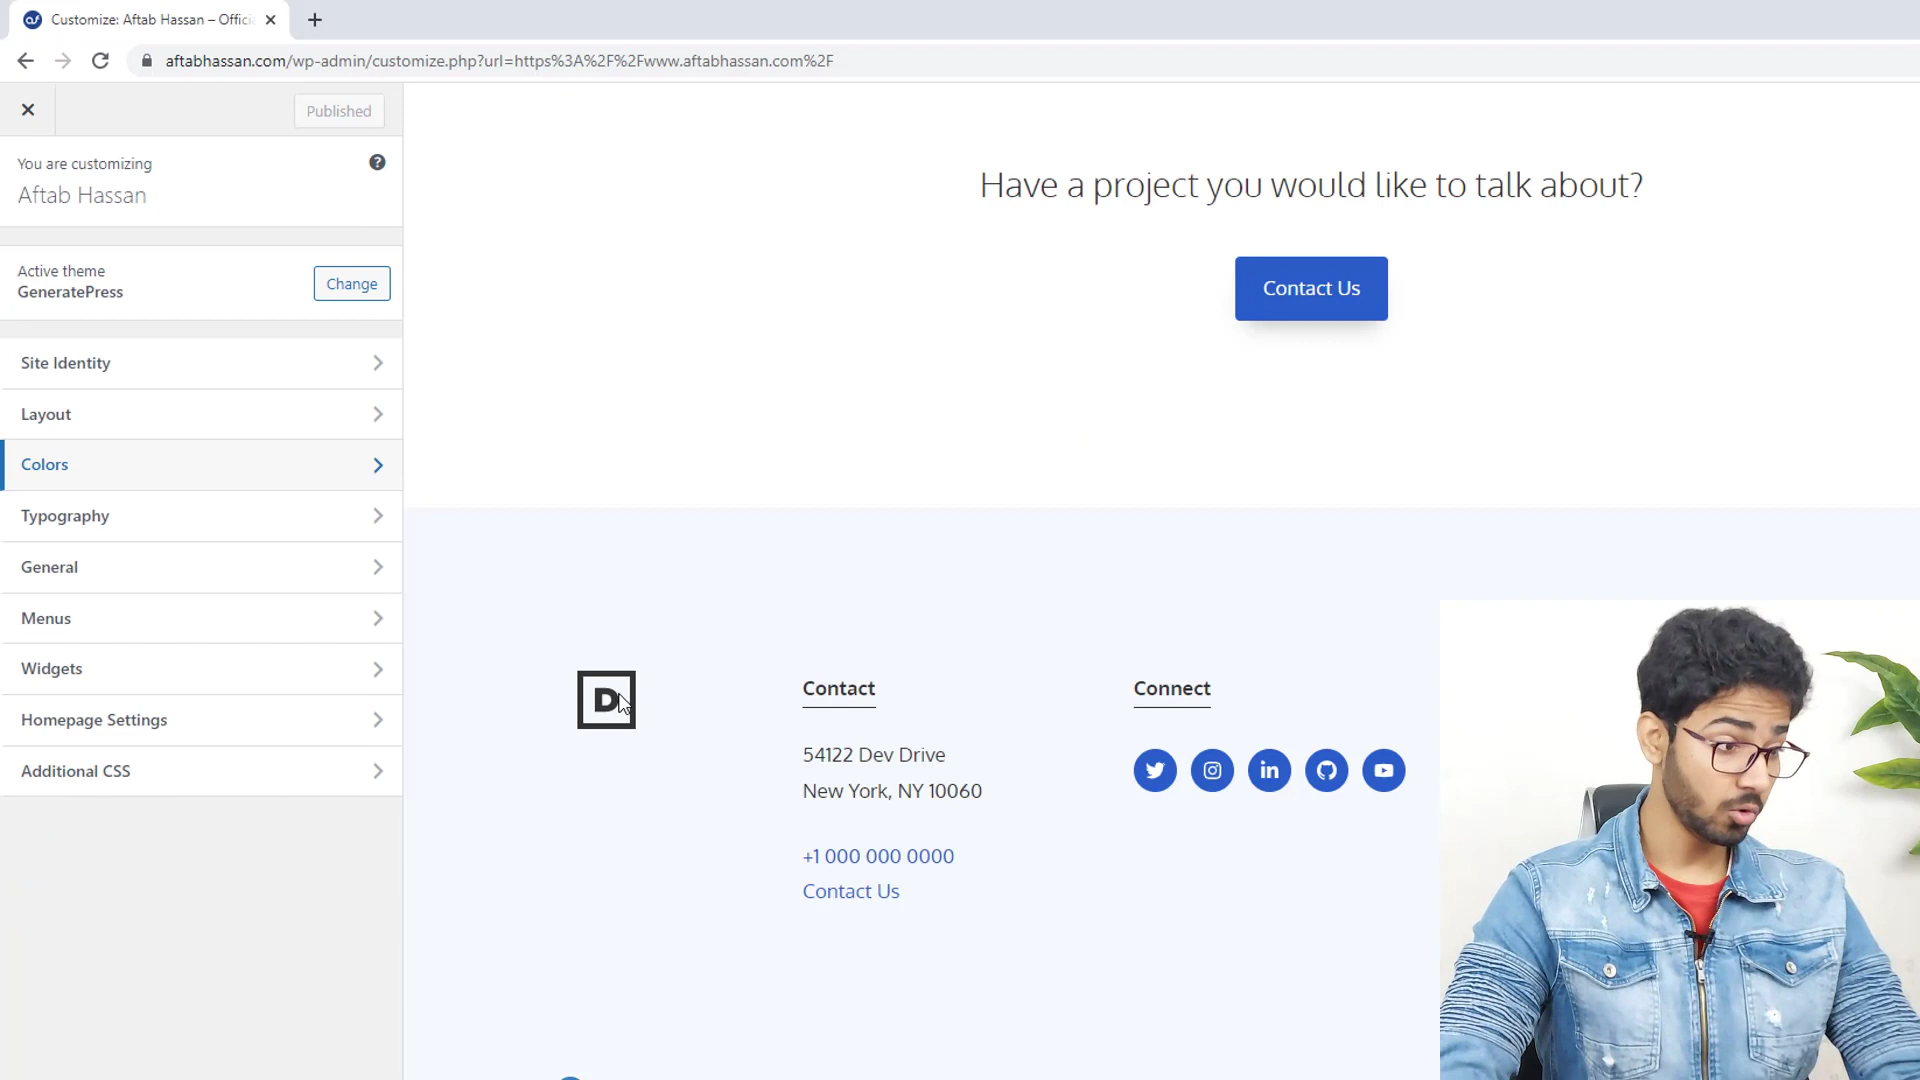 Customize: Aftab Hassan – Offici
aftabhassan.com/wp-admin/customize.php?url=https%3A%2F%2Fwww.aftabhassan.com%2F
Published
You are customizing
Aftab Hassan
Active theme
GeneratePress
Change
Site Identity
Layout
Colors
Typography
General
Menus
Widgets
Homepage Settings
Additional CSS
Have a project you would like to talk about?
Contact Us
D
Contact
54122 Dev Drive
New York, NY 10060
+1 000 000 0000
Contact Us
Connect
in